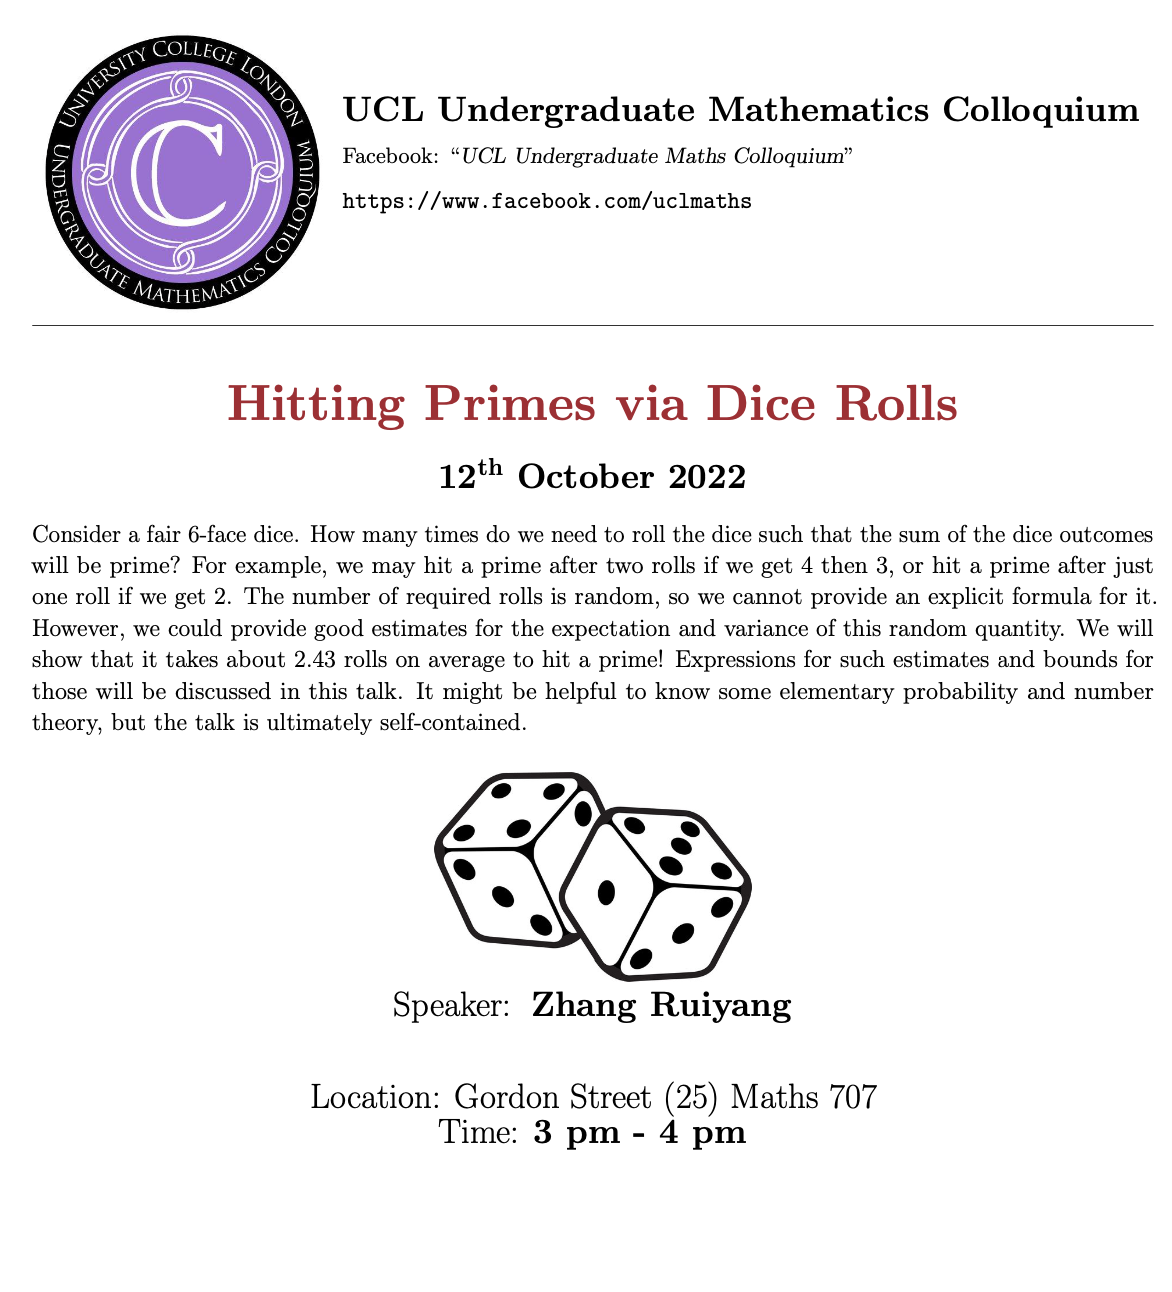 UNIVERSITY COLLEGE LONDON
UNDERGRADUATE MATHEMATICS COLLOQUIUM
C
UCL Undergraduate Mathematics Colloquium
Facebook: “UCL Undergraduate Maths Colloquium”
https://www.facebook.com/uclmaths
Hitting Primes via Dice Rolls
12th October 2022
Consider a fair 6-face dice. How many times do we need to roll the dice such that the sum of the dice outcomes
will be prime? For example, we may hit a prime after two rolls if we get 4 then 3, or hit a prime after just
one roll if we get 2. The number of required rolls is random, so we cannot provide an explicit formula for it.
However, we could provide good estimates for the expectation and variance of this random quantity. We will
show that it takes about 2.43 rolls on average to hit a prime! Expressions for such estimates and bounds for
those will be discussed in this talk. It might be helpful to know some elementary probability and number
theory, but the talk is ultimately self-contained.
Speaker: Zhang Ruiyang
Location: Gordon Street (25) Maths 707
Time: 3 pm - 4 pm